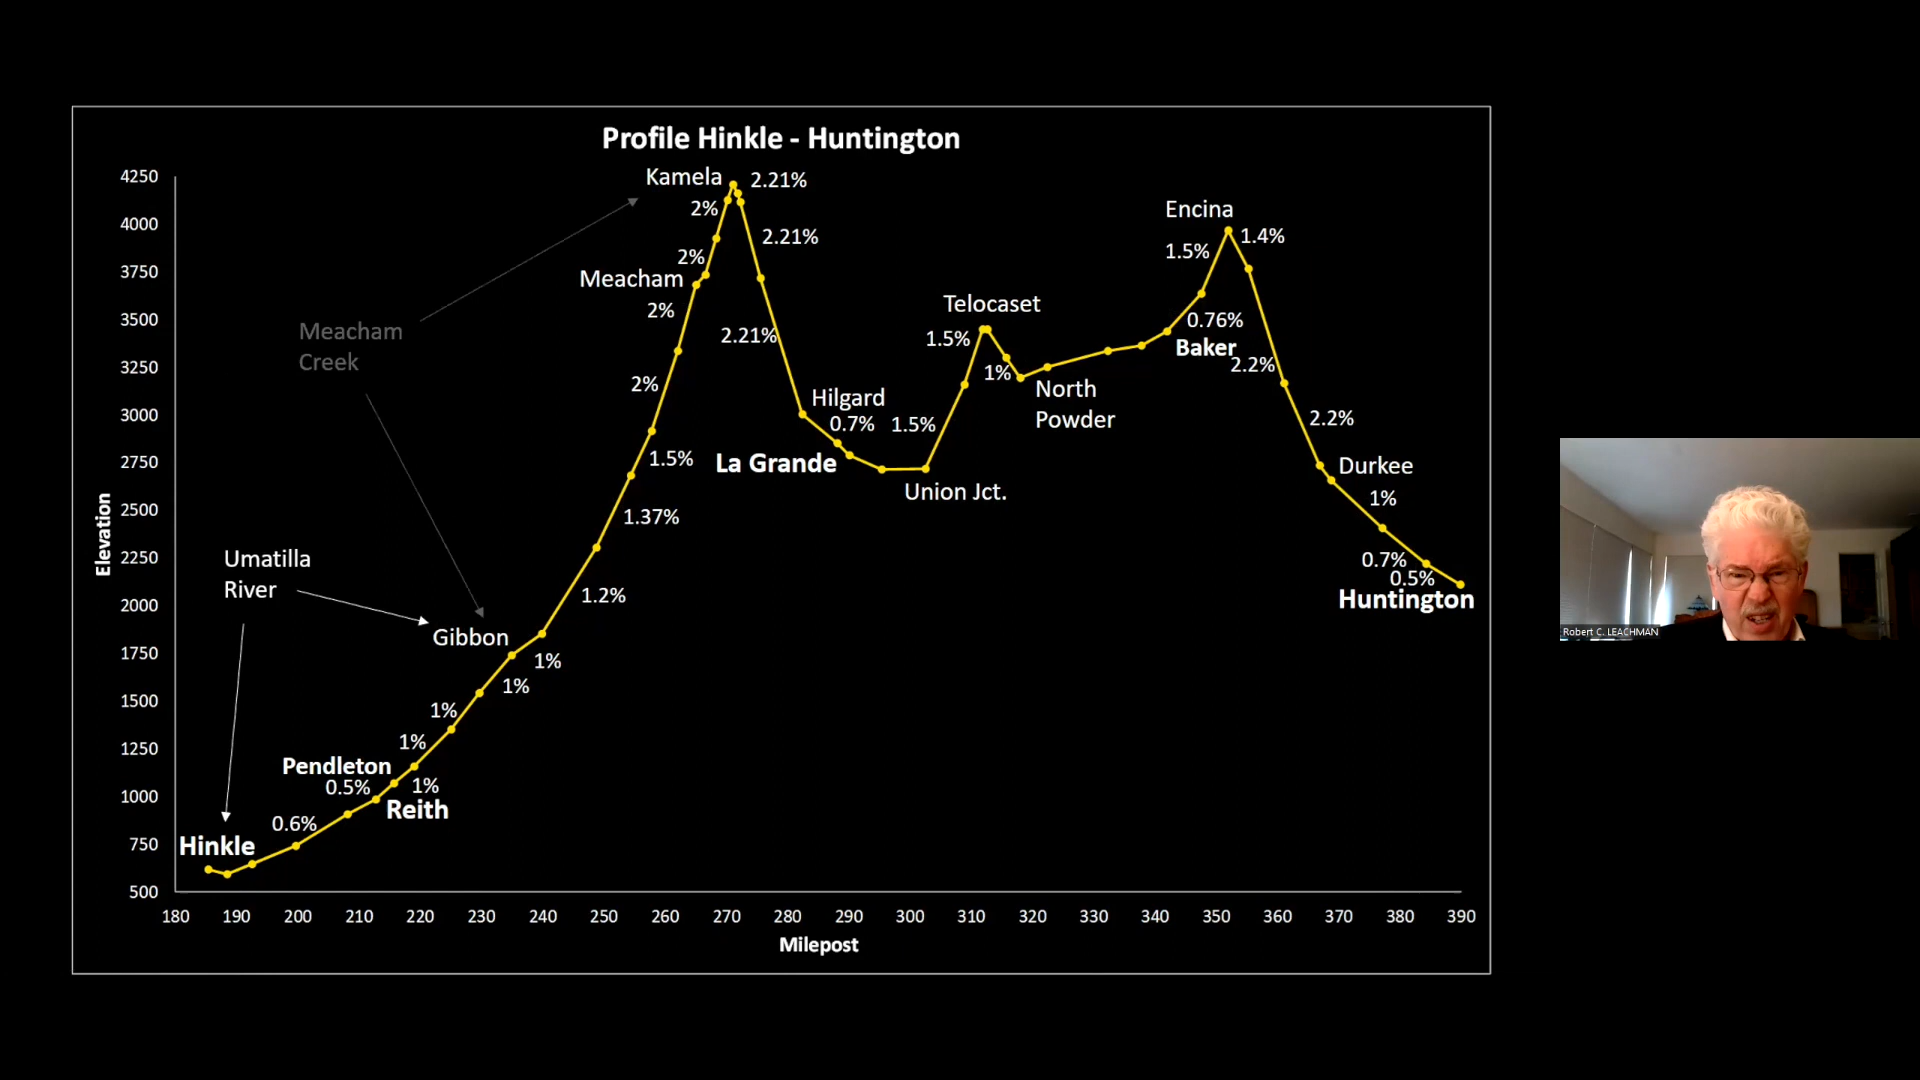 Profile Hinkle - Huntington
4250
4000
3750
3500
3250
3000
2750
2500
2250
2000
1750
1500
1250
1000
750
500
Elevation
180 190 200 210 220 230 240 250 260 270 280 290 300 310 320 330 340 350 360 370 380 390
Milepost
Hinkle
Umatilla
River
0.6%
Pendleton
0.5%
Reith
1%
1%
1%
1%
Gibbon
1%
Meacham
Creek
1.2%
1.37%
1.5%
2%
2%
Meacham
2%
2%
Kamela
2.21%
2.21%
2.21%
Hilgard
0.7%
La Grande
1.5%
Union Jct.
1.5%
Telocaset
1%
North
Powder
Baker
0.76%
1.5%
Encina
1.4%
2.2%
2.2%
Durkee
1%
0.7%
0.5%
Huntington
Robert C. LEACHMAN